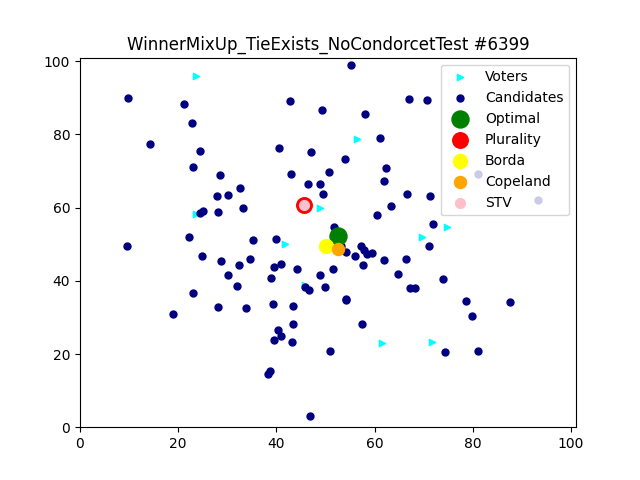 WinnerMixUp_TieExists_NoCondorcetTest #6399
Voters
Candidates
Optimal
Plurality
Borda
Copeland
STV
100
80
60
40
20
0
0 20 40 60 80 100